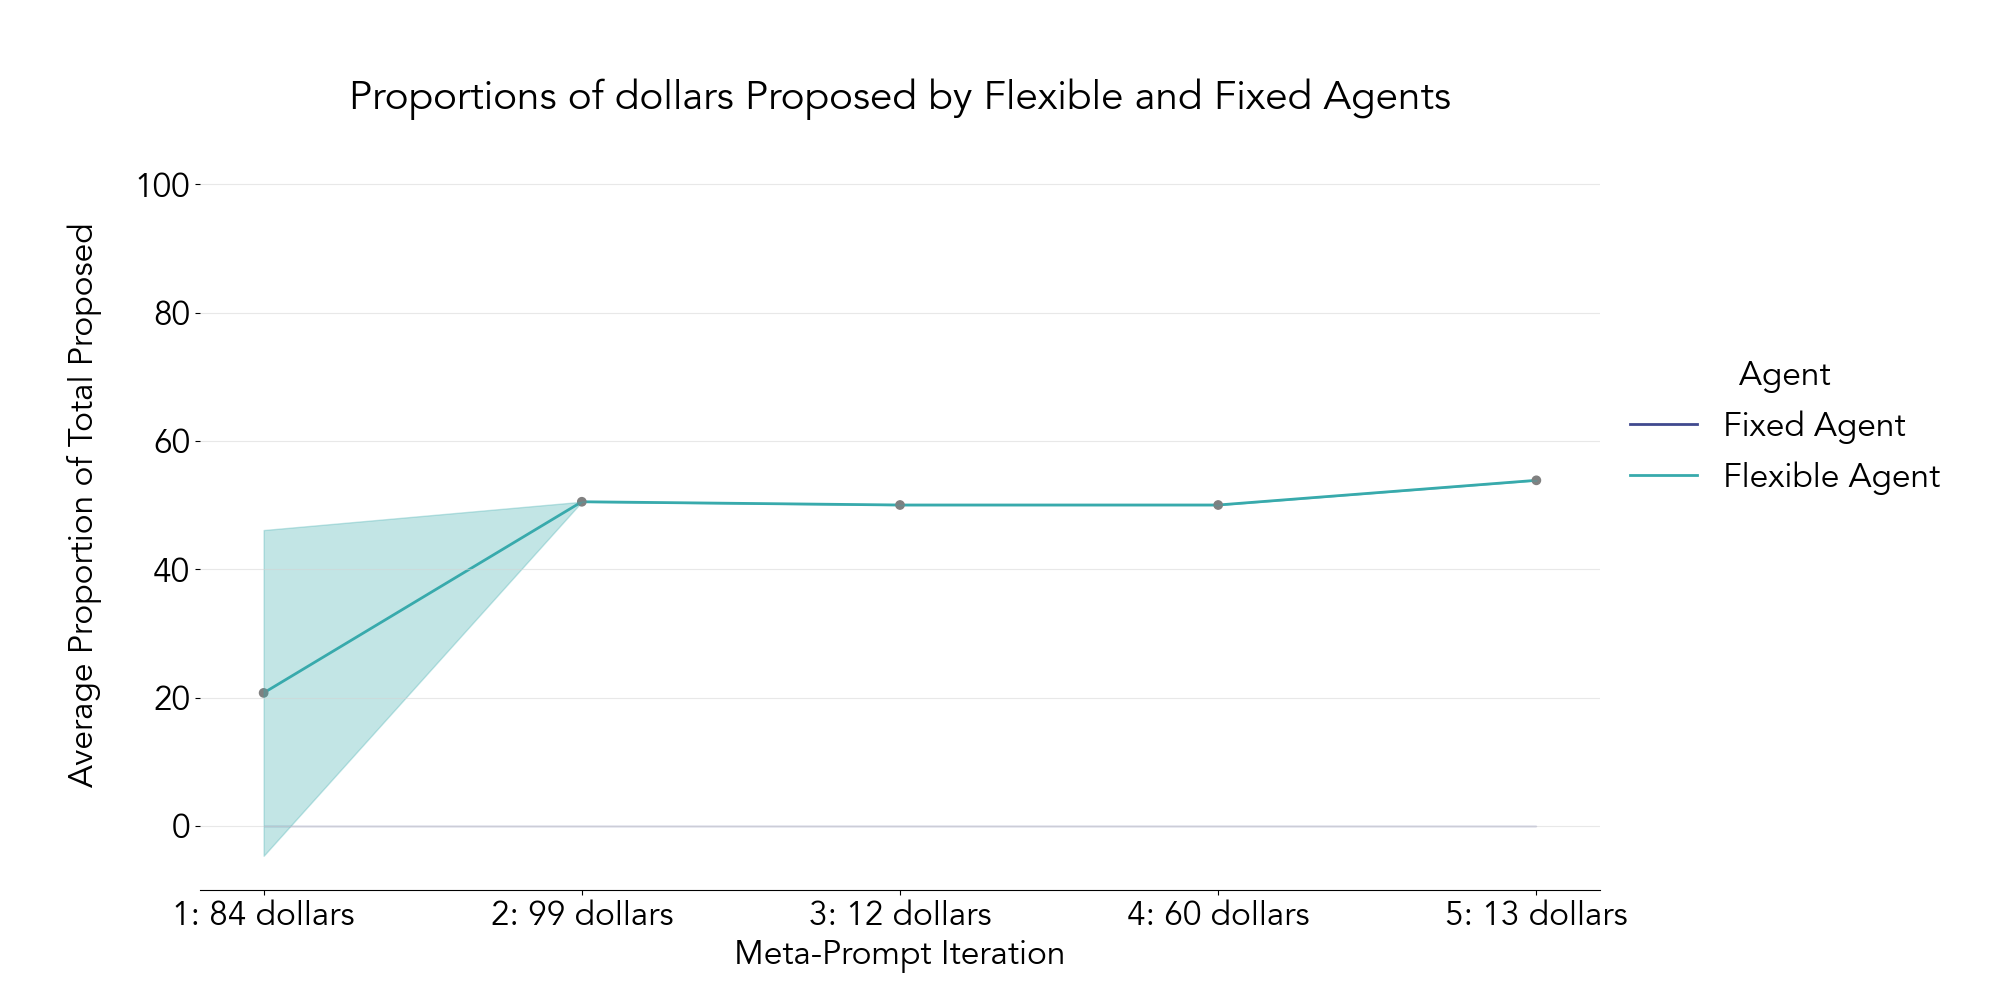 Proportions of dollars Proposed by Flexible and Fixed Agents
Average Proportion of Total Proposed
100
80
60
40
20
0
1: 84 dollars
2: 99 dollars
3: 12 dollars
4: 60 dollars
5: 13 dollars
Meta-Prompt Iteration
Agent
Fixed Agent
Flexible Agent